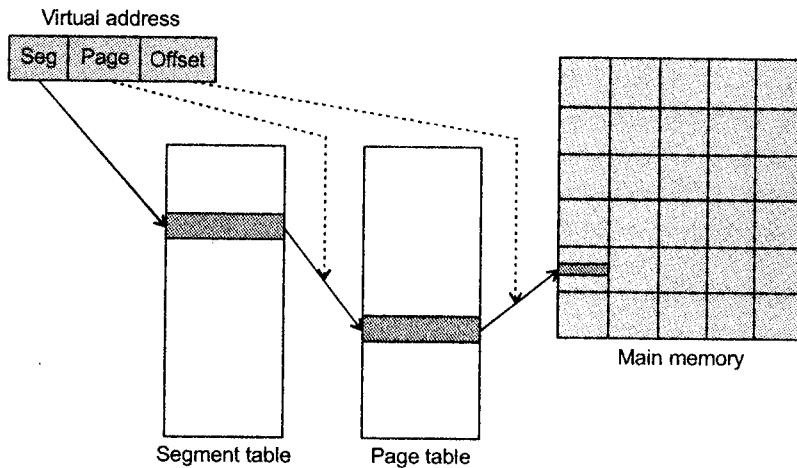 Virtual address
Seg Page Offset
Main memory
Segment table
Page table